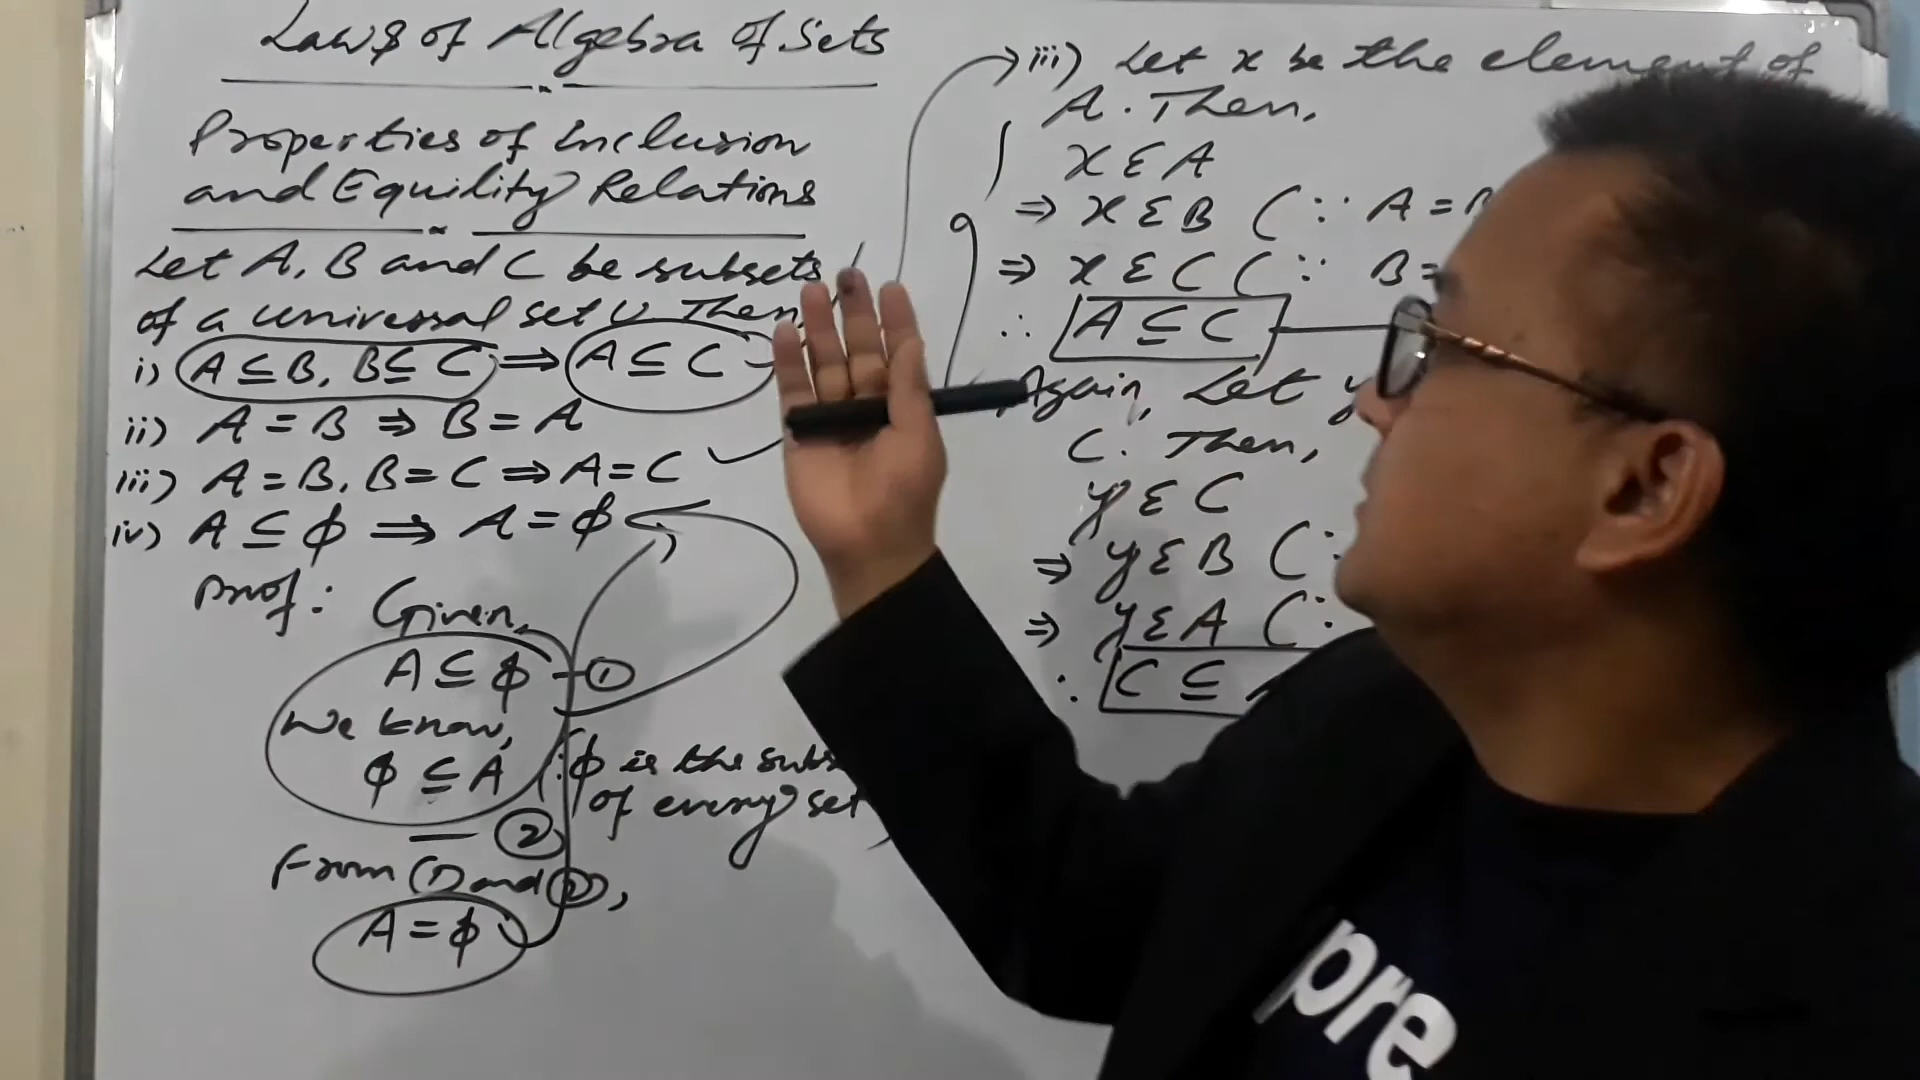 Laws of Algebra of Sets
Properties of Inclusion
and Equility Relations
Let A, B and C be subsets
of a universal set U Then,
i) A ⊆ B, B ⊆ C ⇒ A ⊆ C
ii) A = B ⇒ B = A
iii) A = B, B = C ⇒ A = C
iv) A ⊆ ϕ ⇒ A = ϕ
Proof: Given,
A ⊆ ϕ — ①
We know,
ϕ ⊆ A (∵ ϕ is the
of every set
— ②
From ① and ②,
A = ϕ
iii) Let x be the element of
A. Then,
x ∈ A
⇒ x ∈ B (∵ A =
⇒ x ∈ C (∵ B =
∴ A ⊆ C
Again, Let y
C. Then,
y ∈ C
⇒ y ∈ B (∵
⇒ y ∈ A (∵
∴ C ⊆
pre